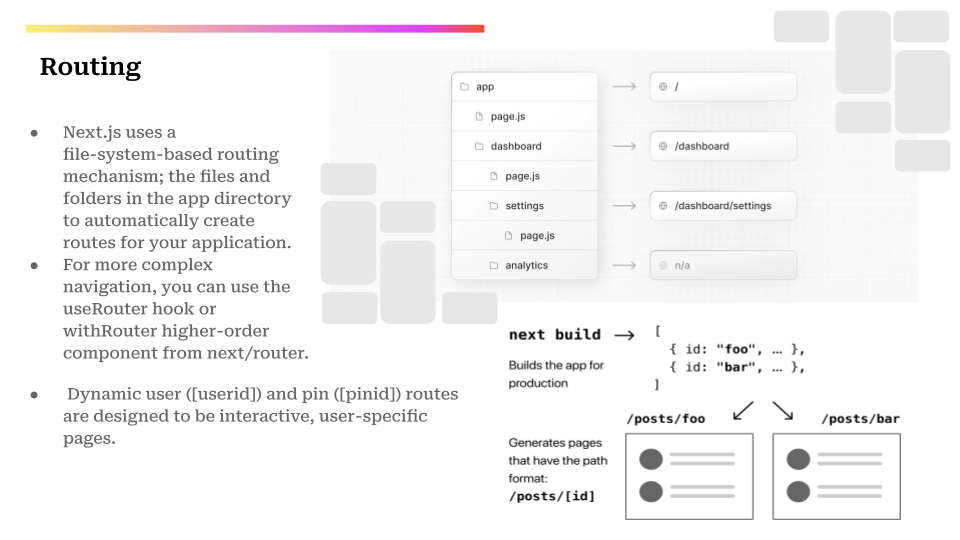 Routing
● Next.js uses a
file-system-based routing
mechanism; the files and
folders in the app directory
to automatically create
routes for your application.
● For more complex
navigation, you can use the
useRouter hook or
withRouter higher-order
component from next/router.
● Dynamic user ([userid]) and pin ([pinid]) routes
are designed to be interactive, user-specific
pages.
app → /
page.js
dashboard → /dashboard
page.js
settings → /dashboard/settings
page.js
analytics → n/a
next build → [
{ id: "foo", … },
{ id: "bar", … },
]
Builds the app for
production
/posts/foo /posts/bar
Generates pages
that have the path
format:
/posts/[id]